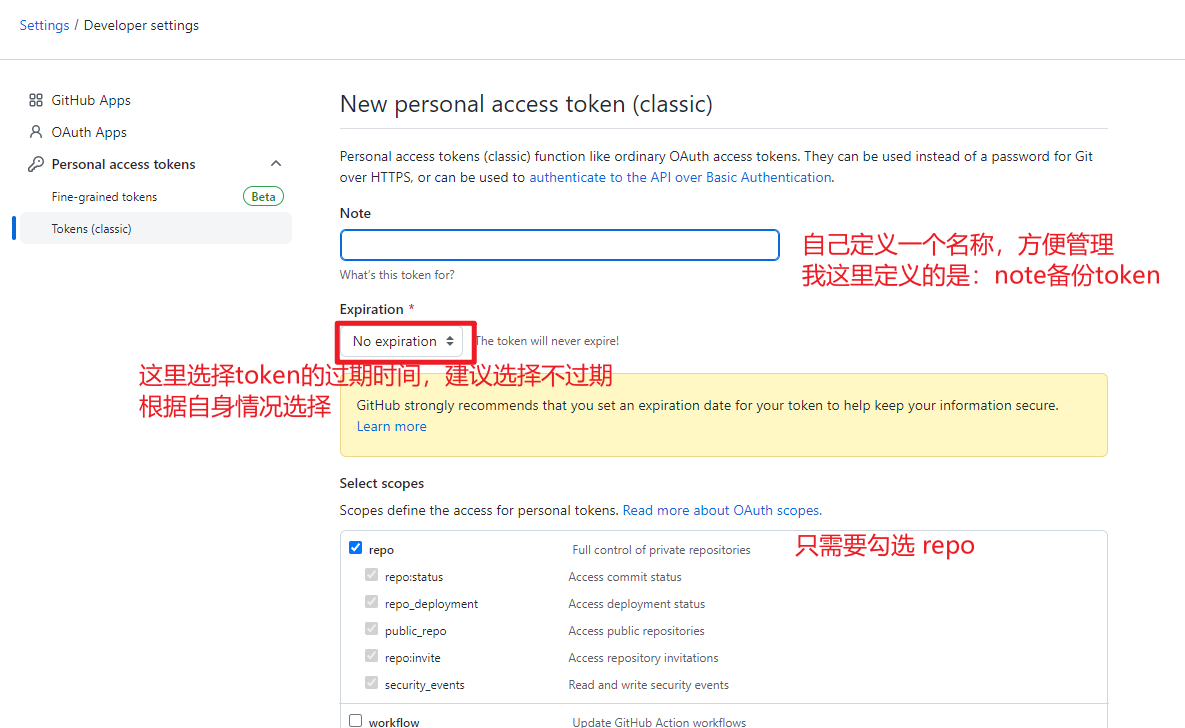 Settings / Developer settings
GitHub Apps
OAuth Apps
Personal access tokens
Fine-grained tokens Beta
Tokens (classic)
New personal access token (classic)
Personal access tokens (classic) function like ordinary OAuth access tokens. They can be used instead of a password for Git
over HTTPS, or can be used to authenticate to the API over Basic Authentication.
Note
自己定义一个名称，方便管理
我这里定义的是：note备份token
What's this token for?
Expiration *
No expiration The token will never expire!
这里选择token的过期时间，建议选择不过期
根据自身情况选择
GitHub strongly recommends that you set an expiration date for your token to help keep your information secure.
Learn more
Select scopes
Scopes define the access for personal tokens. Read more about OAuth scopes.
只需要勾选 repo
repo Full control of private repositories
repo:status Access commit status
repo_deployment Access deployment status
public_repo Access public repositories
repo:invite Access repository invitations
security_events Read and write security events
workflow Update GitHub Action workflows